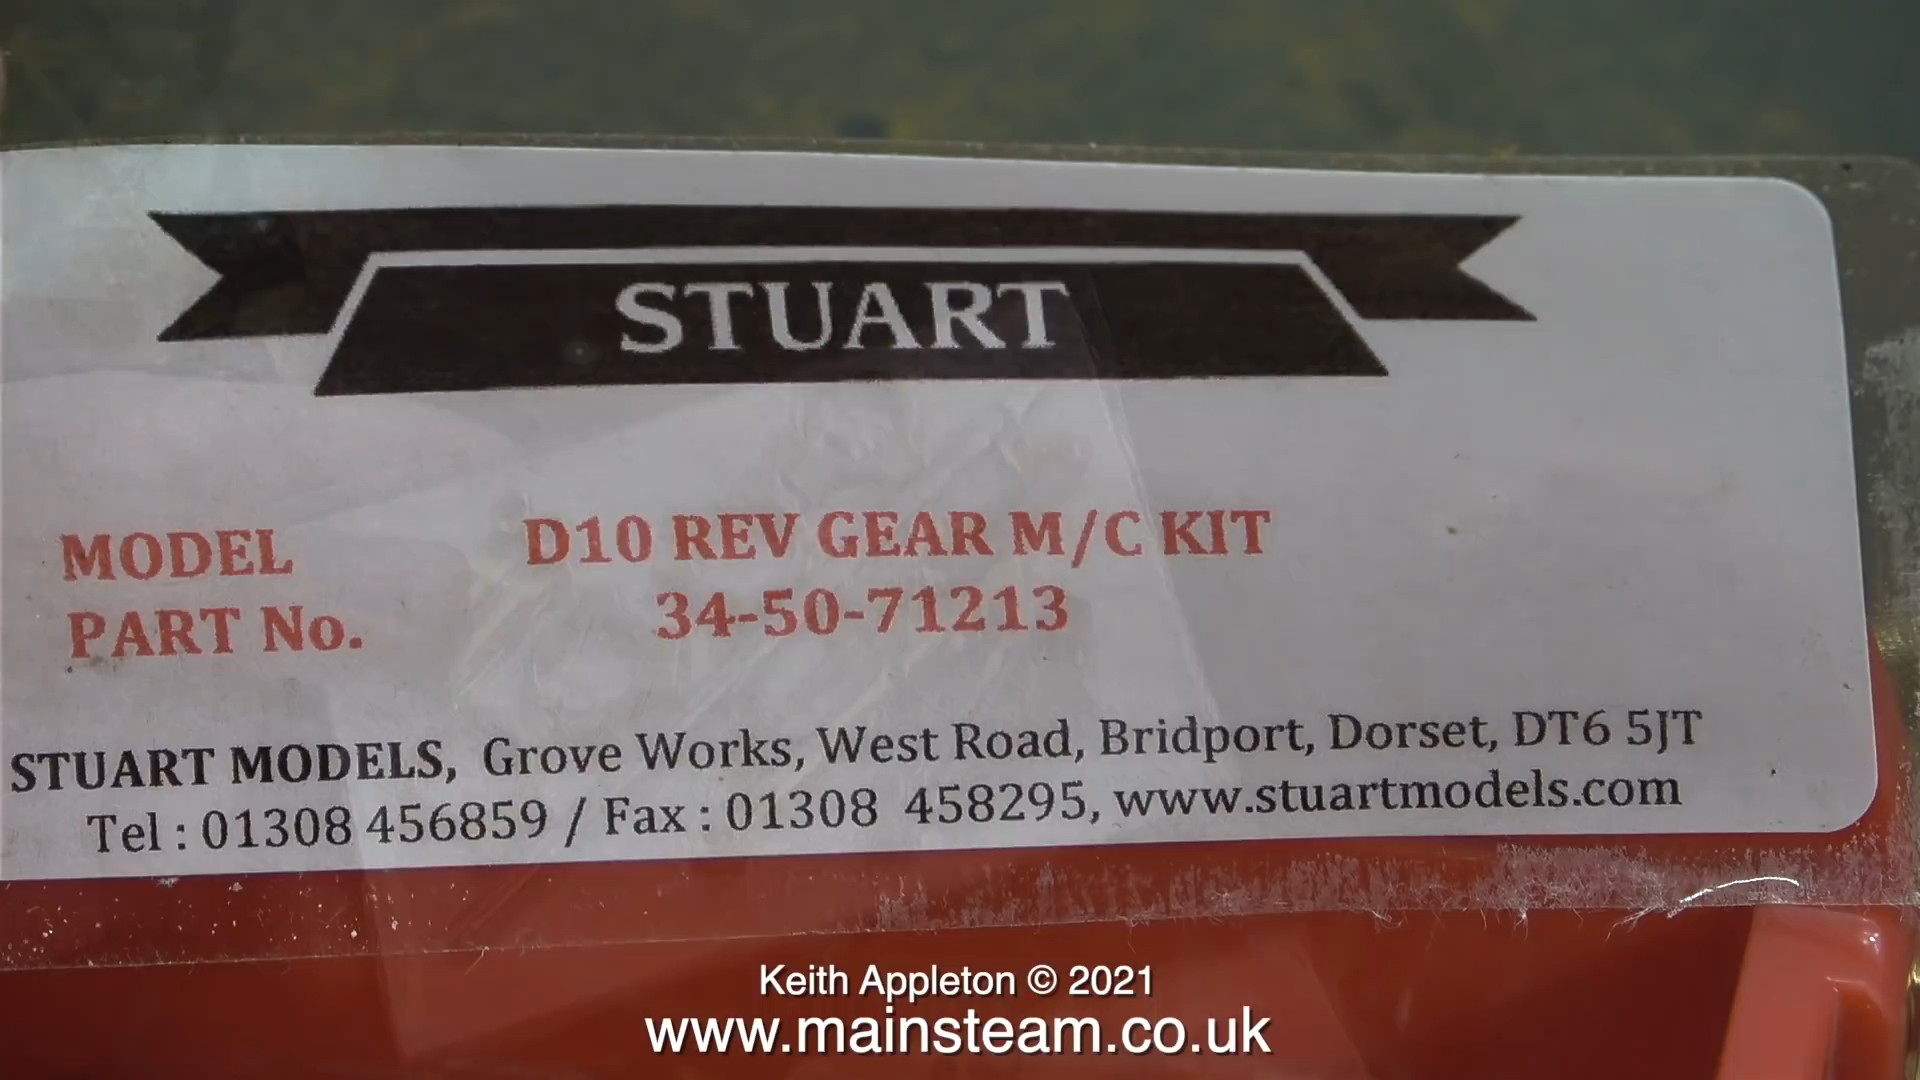 STUART
MODEL D10 REV GEAR M/C KIT
PART No. 34-50-71213
STUART MODELS, Grove Works, West Road, Bridport, Dorset, DT6 5JT
Tel : 01308 456859 / Fax : 01308 458295, www.stuartmodels.com
Keith Appleton © 2021
www.mainsteam.co.uk